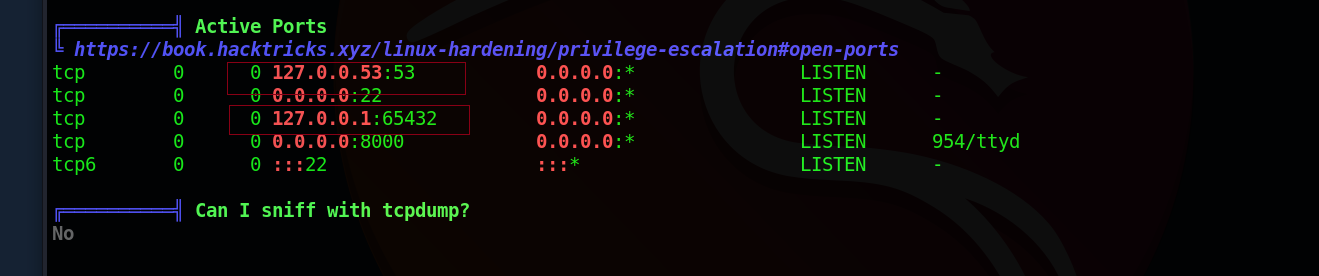 Active Ports
https://book.hacktricks.xyz/linux-hardening/privilege-escalation#open-ports
tcp 0 0 127.0.0.53:53 0.0.0.0:* LISTEN -
tcp 0 0 0.0.0.0:22 0.0.0.0:* LISTEN -
tcp 0 0 127.0.0.1:65432 0.0.0.0:* LISTEN -
tcp 0 0 0.0.0.0:8000 0.0.0.0:* LISTEN 954/ttyd
tcp6 0 0 :::22 :::* LISTEN -
Can I sniff with tcpdump?
No